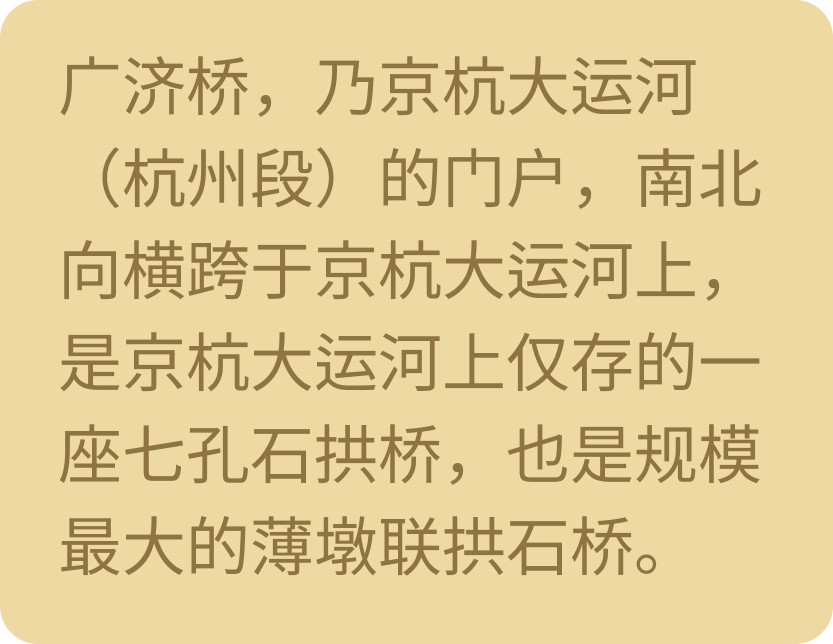 广济桥，乃京杭大运河
（杭州段）的门户，南北
向横跨于京杭大运河上，
是京杭大运河上仅存的一
座七孔石拱桥，也是规模
最大的薄墩联拱石桥。